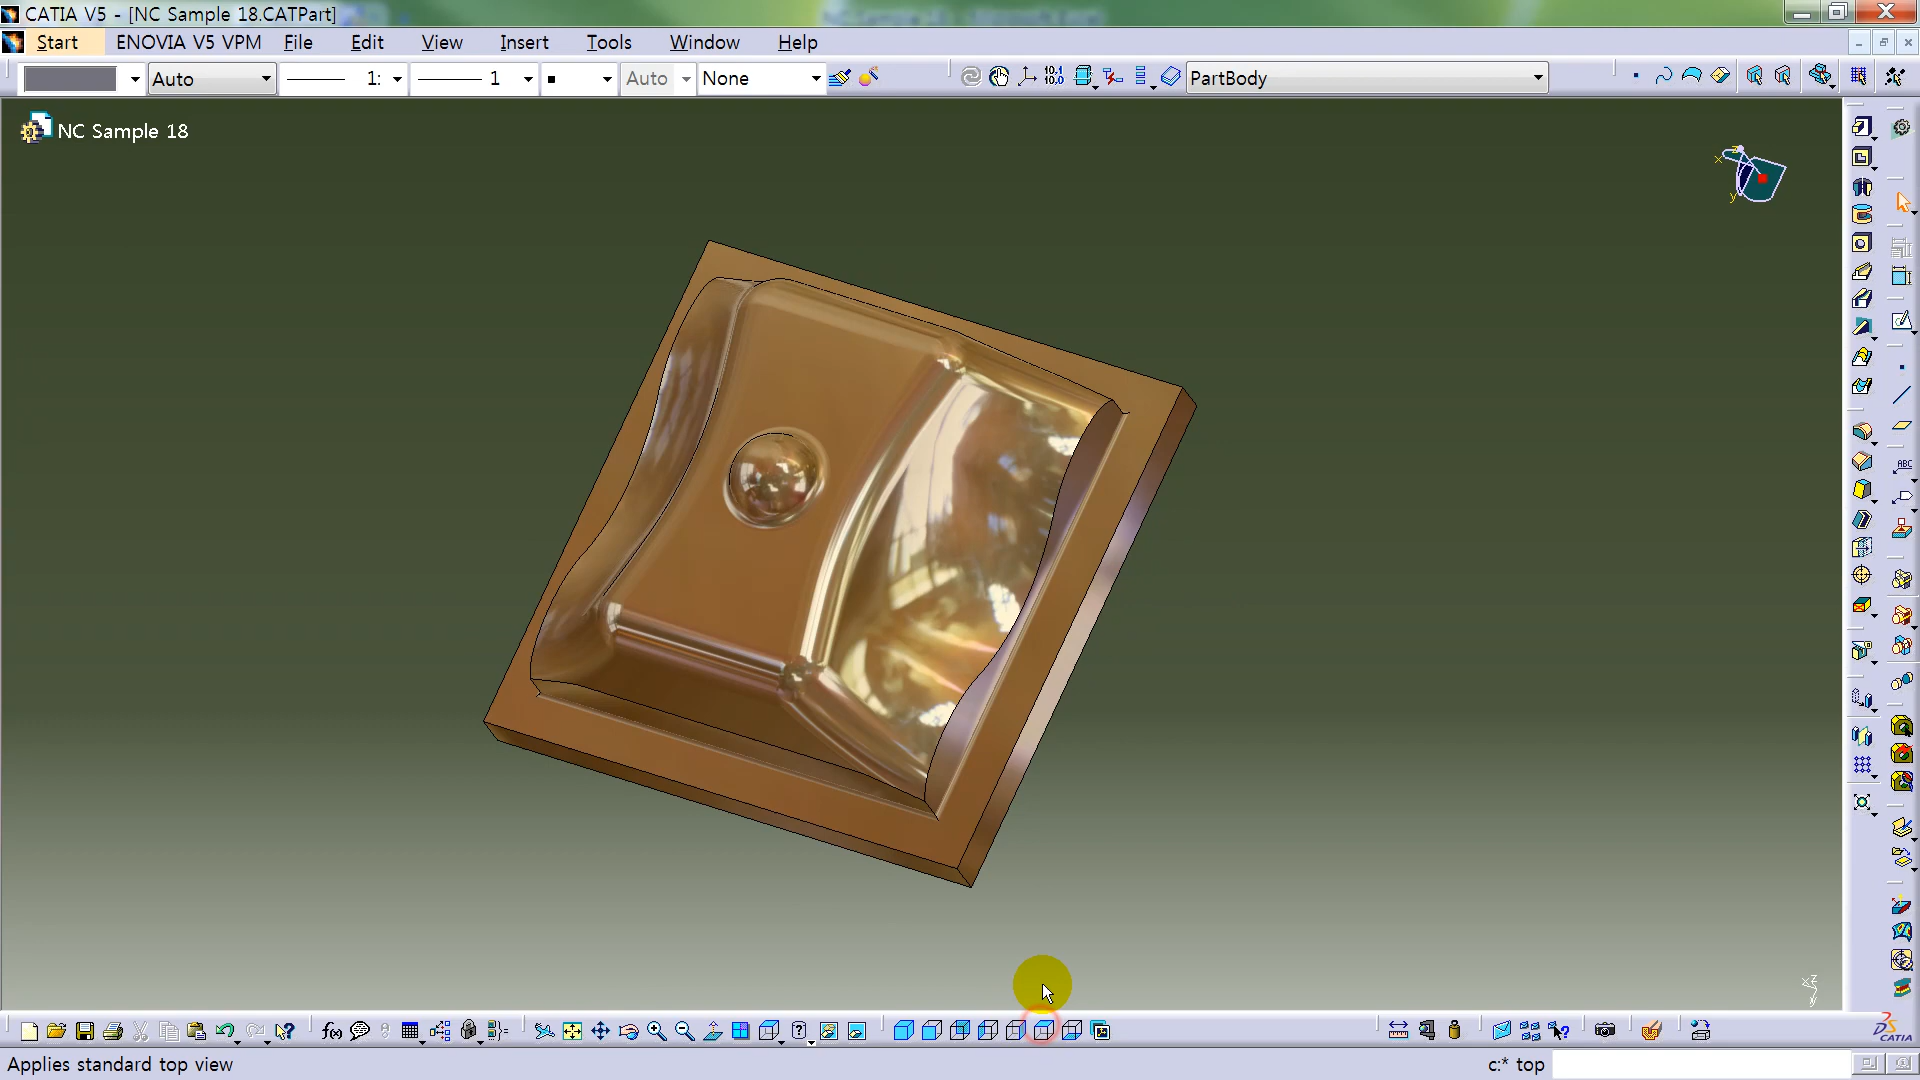 CATIA V5 - [NC Sample 18.CATPart]
Start ENOVIA V5 VPM File Edit View Insert Tools Window Help
Auto 1: 1 Auto None PartBody
NC Sample 18
Applies standard top view c:* top